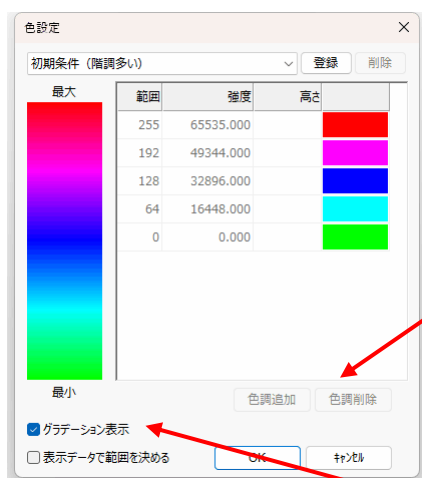 色設定
初期条件（階調多い） 登録 削除
最大
範囲 強度 高さ
255 65535.000
192 49344.000
128 32896.000
64 16448.000
0 0.000
最小
色調追加 色調削除
グラデーション表示
表示データで範囲を決める OK ｷｬﾝｾﾙ